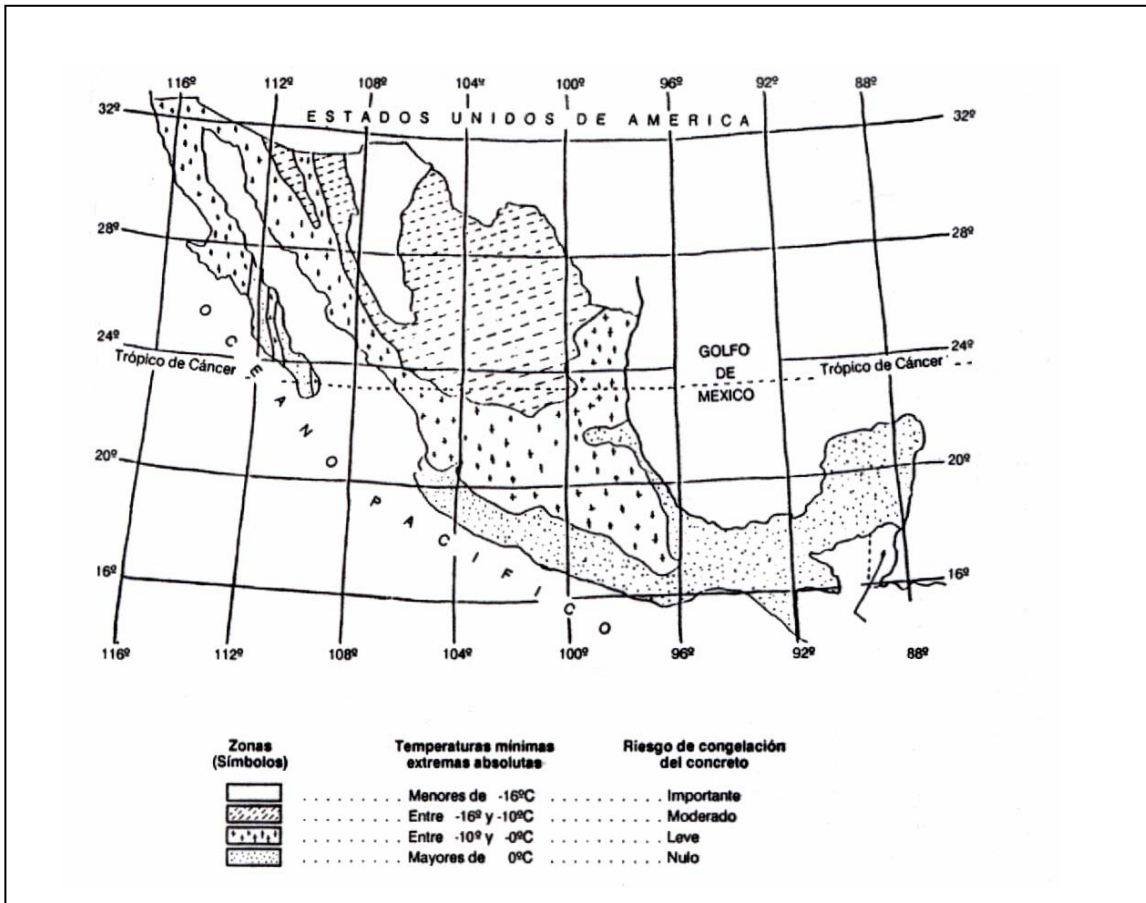 116º 112º 108º 104º 100º 96º 92º 88º
32º ESTADOS UNIDOS DE AMERICA 32º
28º 28º
24º 24º
Trópico de Cáncer Trópico de Cáncer
GOLFO
DE
MEXICO
OCEANO PACIFICO
20º 20º
16º 16º
116º 112º 108º 104º 100º 96º 92º 88º
Zonas Temperaturas mínimas Riesgo de congelación
(Símbolos) extremas absolutas del concreto
. . . . . . . . . . Menores de -16ºC . . . . . . . . . . Importante
. . . . . . . . . . Entre -16º y -10ºC . . . . . . . . . . Moderado
. . . . . . . . . . Entre -10º y -0ºC . . . . . . . . . . Leve
. . . . . . . . . . Mayores de 0ºC . . . . . . . . . . Nulo